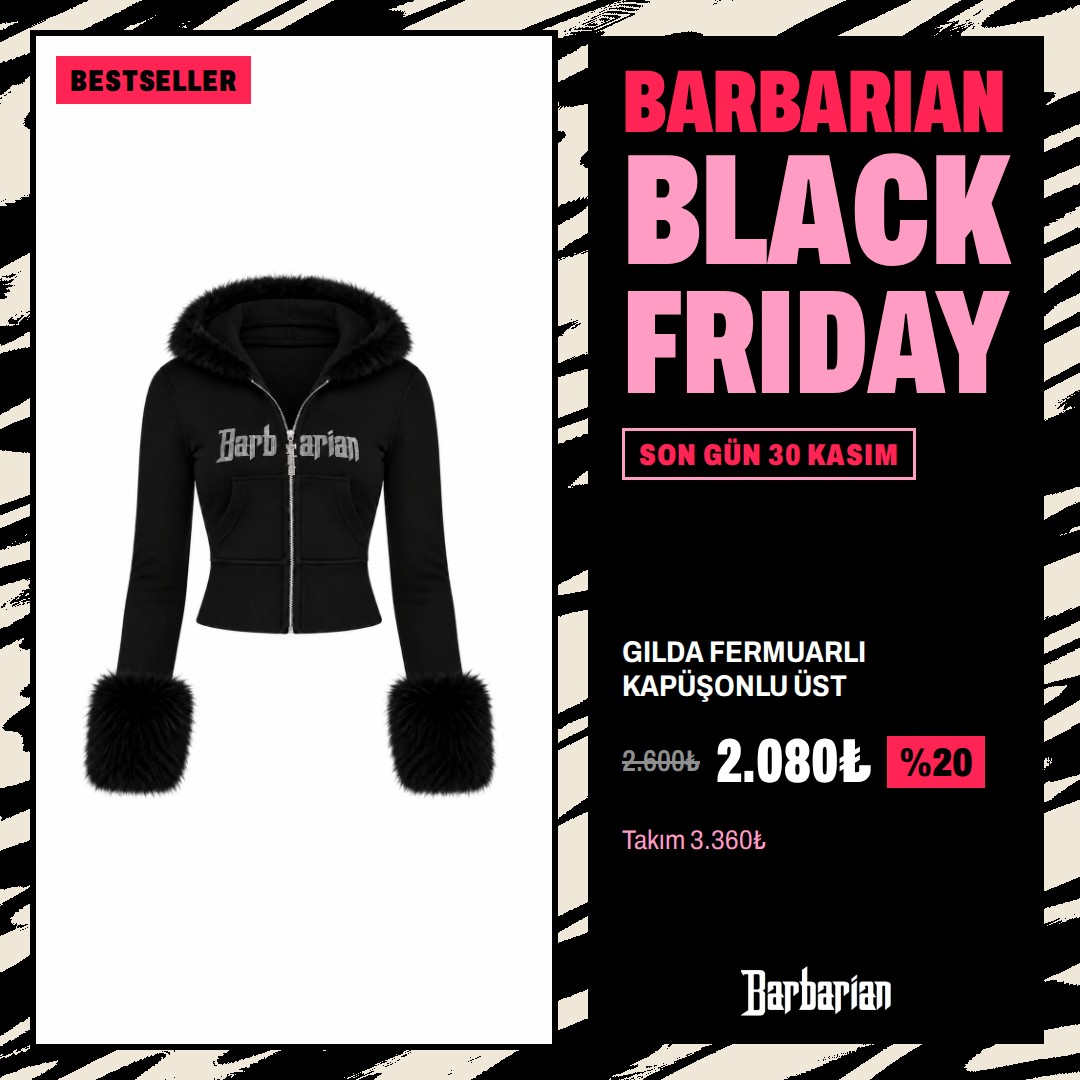 BESTSELLER
Barbarian
BARBARIAN
BLACK
FRIDAY
SON GÜN 30 KASIM
GILDA FERMUARLI
KAPÜŞONLU ÜST
2.600₺ 2.080₺ %20
Takım 3.360₺
Barbarian